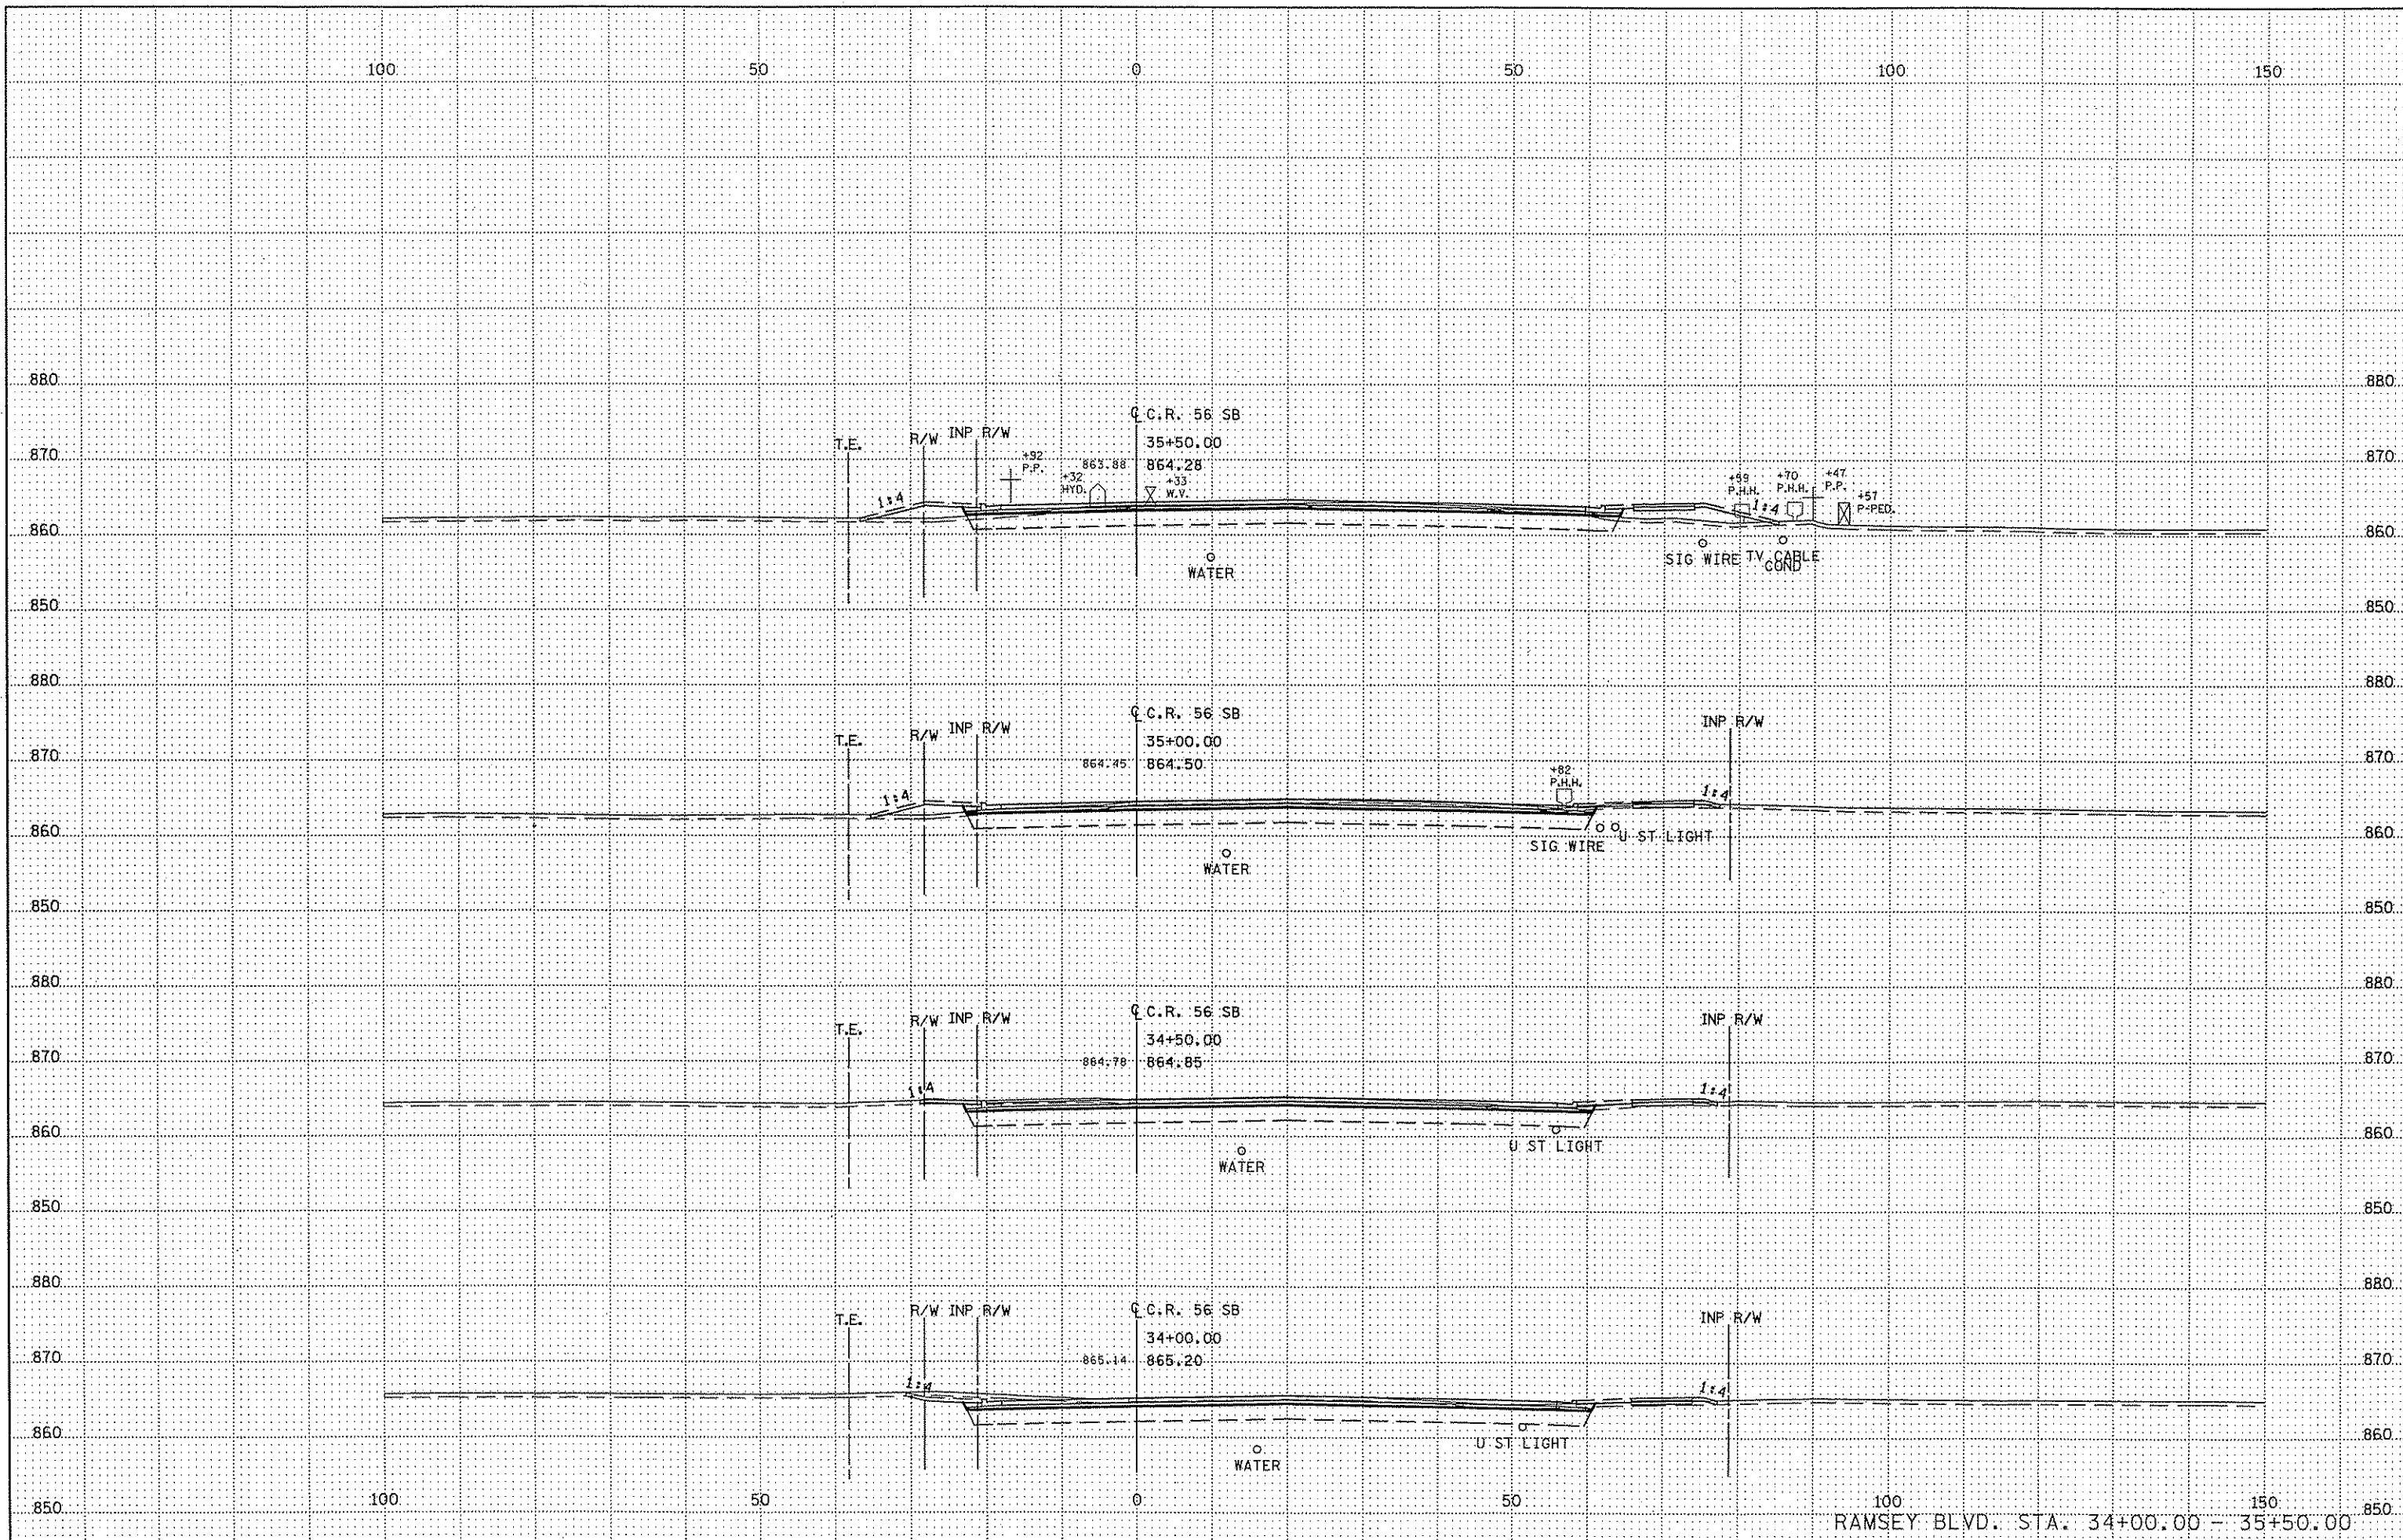 100 50 0 50 100 150
880 880
℄ C.R. 56 SB
T.E. R/W INP R/W 35+50.00
870 +92 P.P. 863.88 864.28 870
+32 HYD. +33 W.V. +59 P.H.H. +70 P.H.H. +47 P.P. +57 P-PED.
1:4 1:4
860 860
WATER SIG WIRE TV CABLE
COND
850 850
880 880
℄ C.R. 56 SB
T.E. R/W INP R/W 35+00.00 INP R/W
870 864.45 864.50 870
+82 P.H.H.
1:4 1:4
860 860
WATER SIG WIRE U ST LIGHT
850 850
880 880
℄ C.R. 56 SB
T.E. R/W INP R/W 34+50.00 INP R/W
870 864.78 864.85 870
1:4 1:4
860 860
WATER U ST LIGHT
850 850
880 880
℄ C.R. 56 SB
T.E. R/W INP R/W 34+00.00 INP R/W
870 865.14 865.20 870
1:4 1:4
860 860
WATER U ST LIGHT
100 50 0 50 100 150
850 850
RAMSEY BLVD. STA. 34+00.00 - 35+50.00